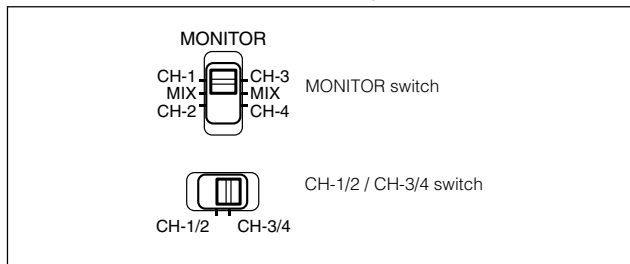 MONITOR
CH-1 CH-3
MIX MIX MONITOR switch
CH-2 CH-4
CH-1/2 / CH-3/4 switch
CH-1/2 CH-3/4